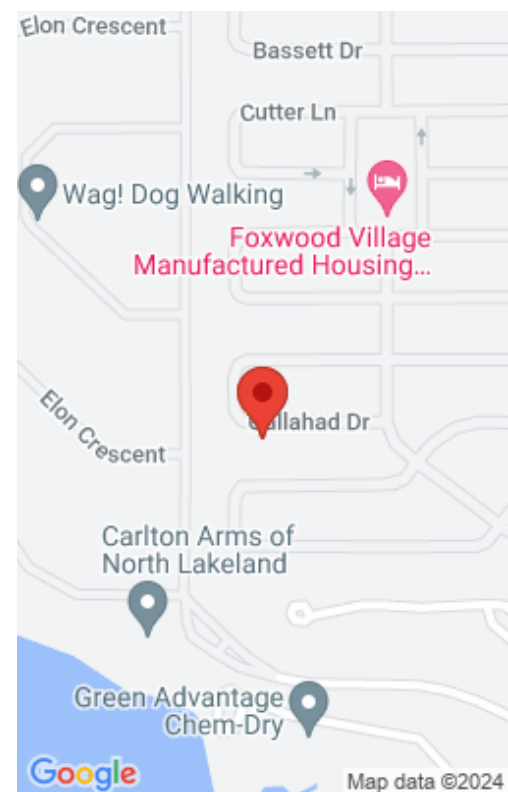 Elon Crescent
Bassett Dr
Cutter Ln
Wag! Dog Walking
Foxwood Village
Manufactured Housing...
Elon Crescent
Dr
Carlton Arms of
North Lakeland
Green Advantage
Chem-Dry
Google
Map data ©2024